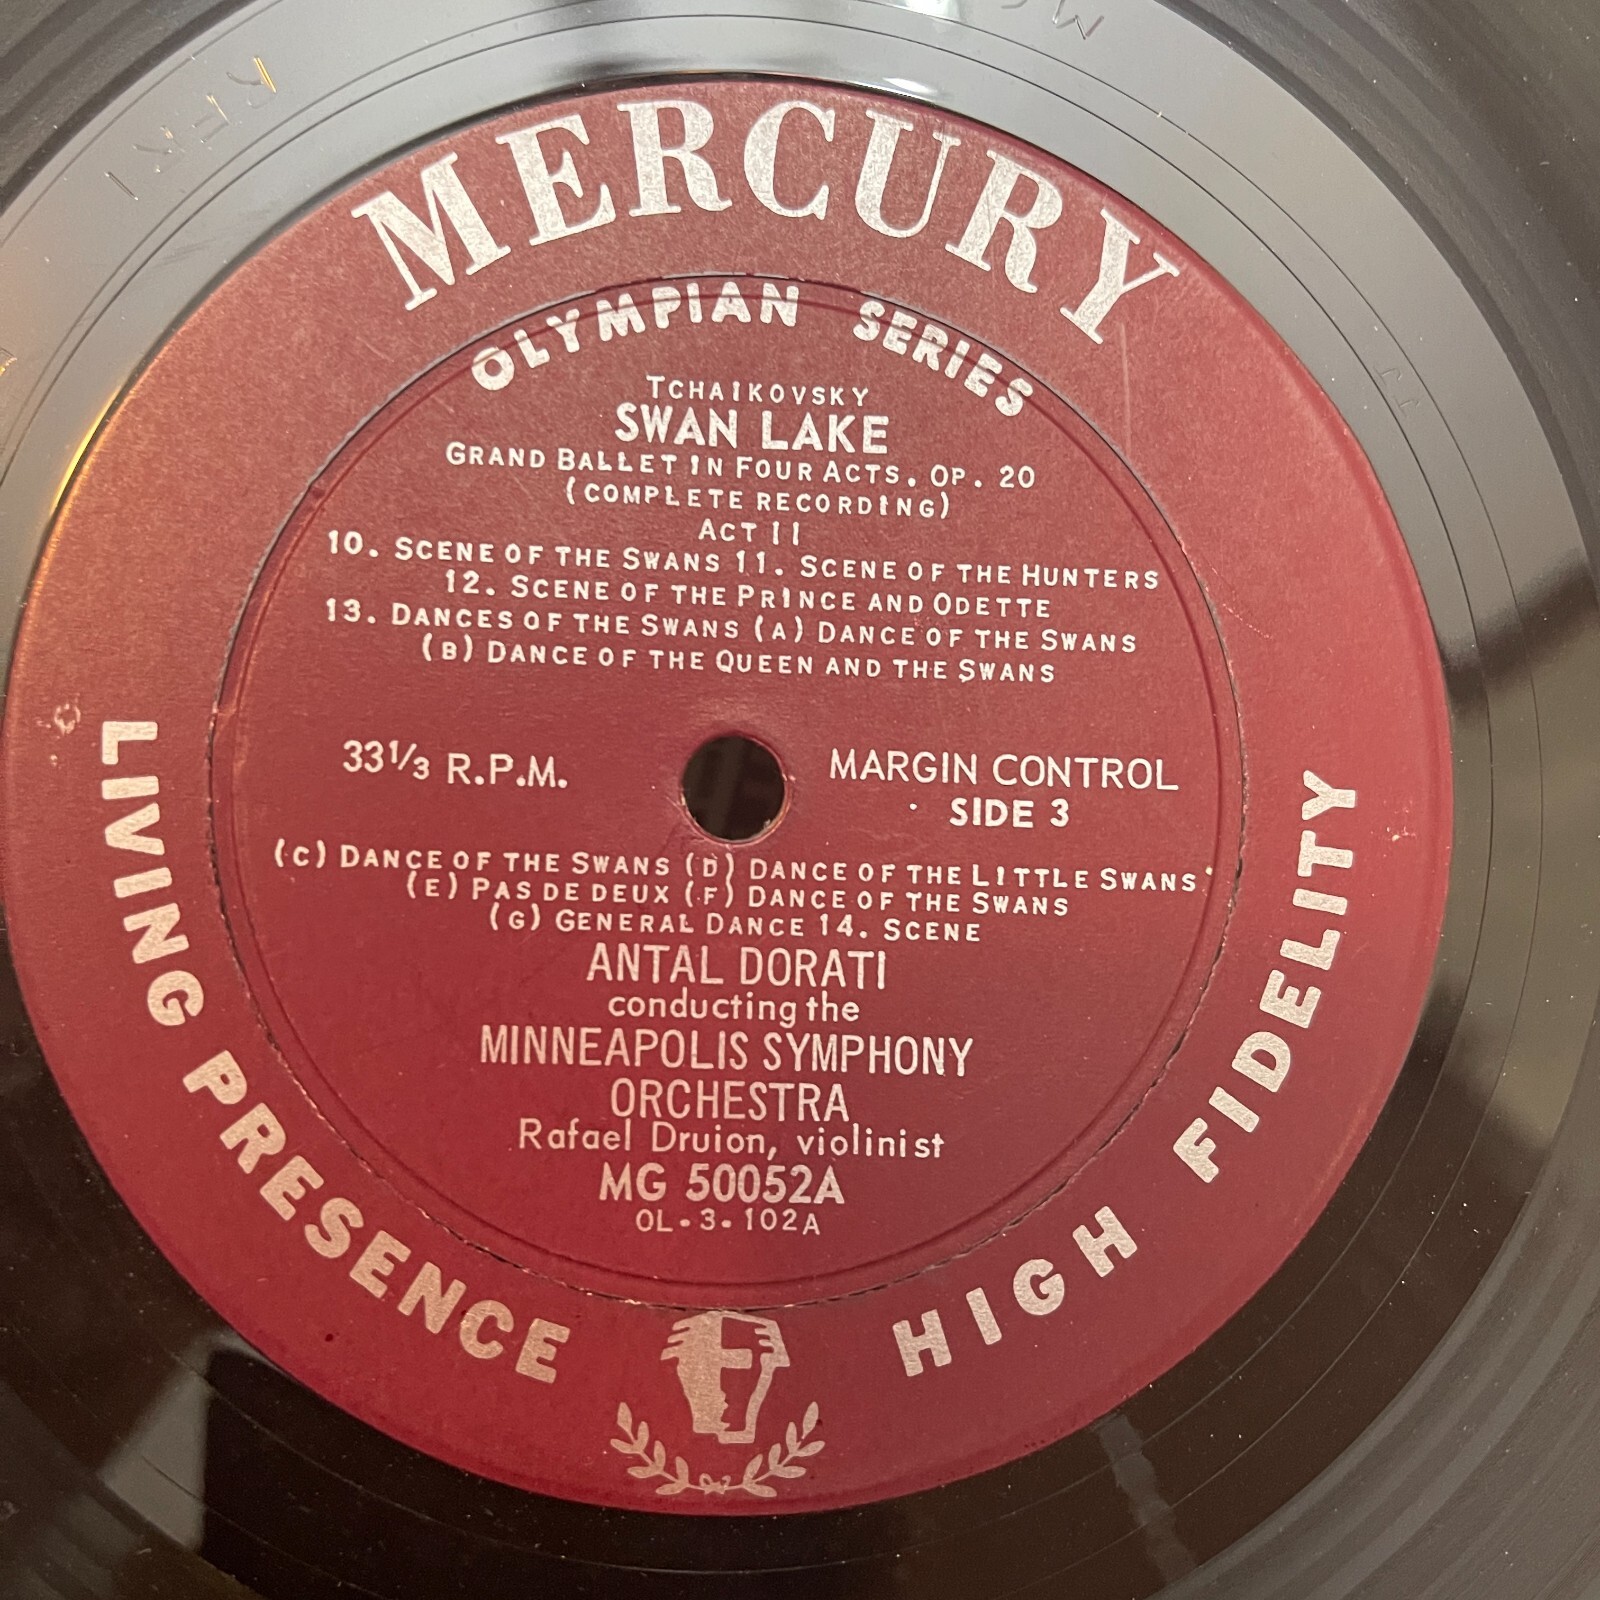 MERCURY
OLYMPIAN SERIES
TCHAIKOVSKY
SWAN LAKE
GRAND BALLET IN FOUR ACTS. OP. 20
(COMPLETE RECORDING)
ACT II
10. SCENE OF THE SWANS 11. SCENE OF THE HUNTERS
12. SCENE OF THE PRINCE AND ODETTE
13. DANCES OF THE SWANS (A) DANCE OF THE SWANS
(B) DANCE OF THE QUEEN AND THE SWANS
33 1/3 R.P.M.
MARGIN CONTROL
SIDE 3
(C) DANCE OF THE SWANS (D) DANCE OF THE LITTLE SWANS
(E) PAS DE DEUX (F) DANCE OF THE SWANS
(G) GENERAL DANCE 14. SCENE
ANTAL DORATI
conducting the
MINNEAPOLIS SYMPHONY
ORCHESTRA
Rafael Druion, violinist
MG 50052A
OL-3-102A
LIVING PRESENCE
HIGH FIDELITY